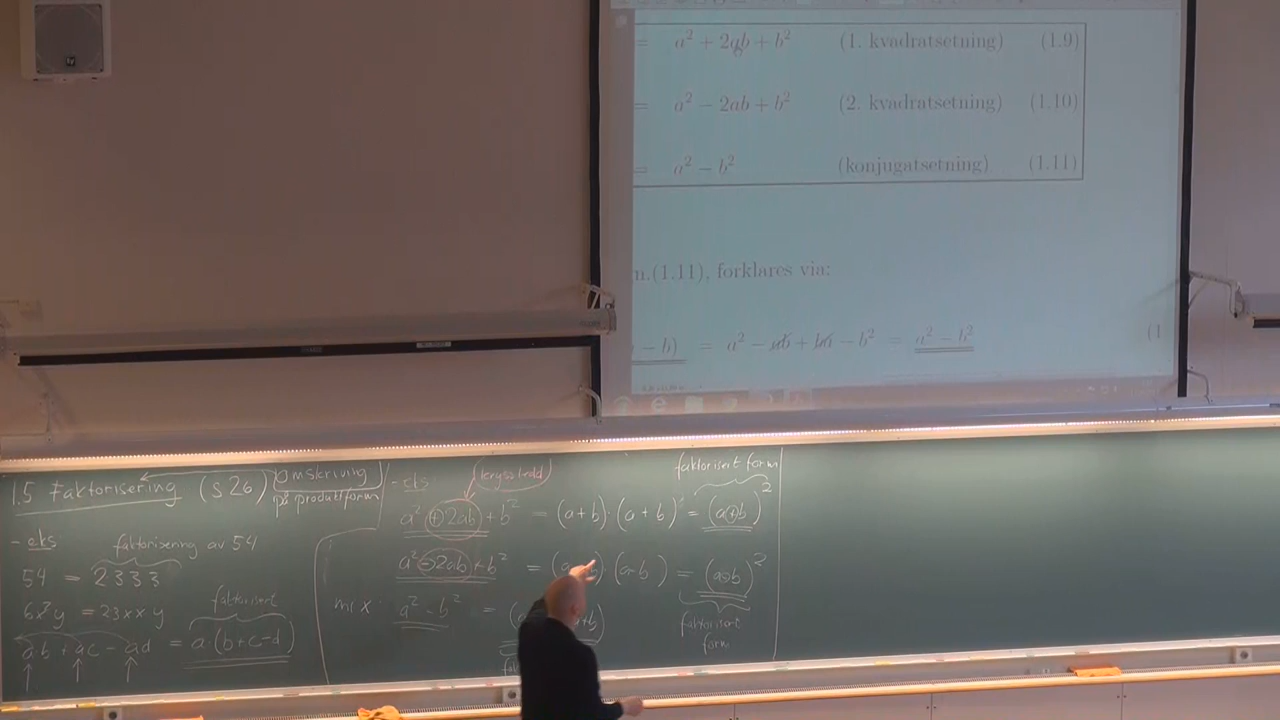 = a² + 2ab + b² (1. kvadratsetning) (1.9)
= a² − 2ab + b² (2. kvadratsetning) (1.10)
= a² − b² (konjugatsetning) (1.11)
(1.11), forklares via:
− b) = a² − ab + ba − b² = a² − b² (1
1.5 Faktorisering (s 26) omskriving
på produktform
- eks
faktorisering av 54
54 = 2 3 3 3
= 2 3 x x y
faktorisert
ab + ac − ad = a·(b+c−d)
- eks
faktorisert form
a² + 2ab + b² = (a+b)·(a+b) = (a+b)²
a² − 2ab + b² = (a−b)·(a−b) = (a−b)²
a² − b² =
faktorisert
form